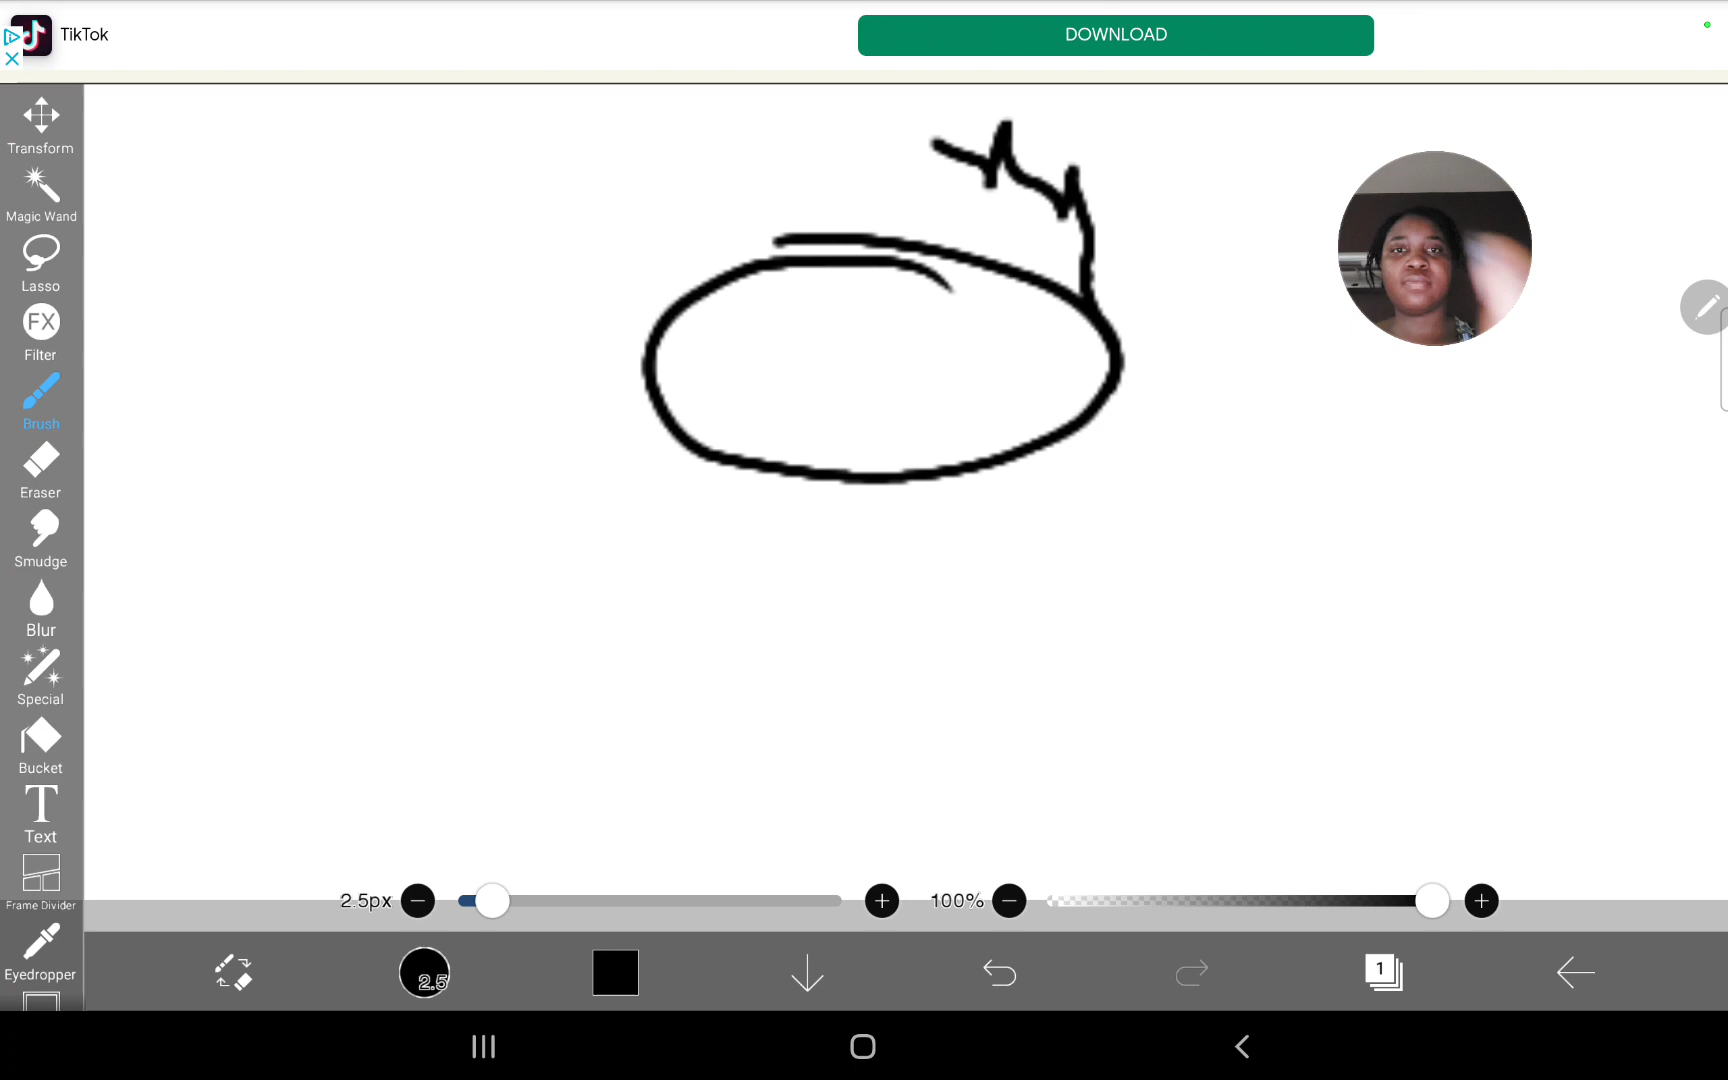 TikTok
DOWNLOAD
Transform
Magic Wand
Lasso
FX
Filter
Brush
Eraser
Smudge
Blur
Special
Bucket
T
Text
Frame Divider
Eyedropper
2.5px
100%
2.5
1